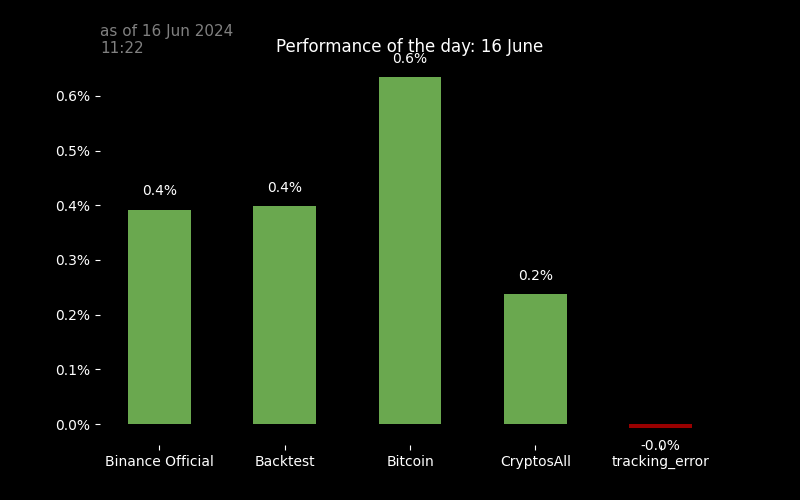 as of 16 Jun 2024
11:22
Performance of the day: 16 June
0.6%
0.6%
0.5%
0.4%
0.4%
0.4%
0.3%
0.2%
0.2%
0.1%
0.0%
-0.0%
Binance Official
Backtest
Bitcoin
CryptosAll
tracking_error